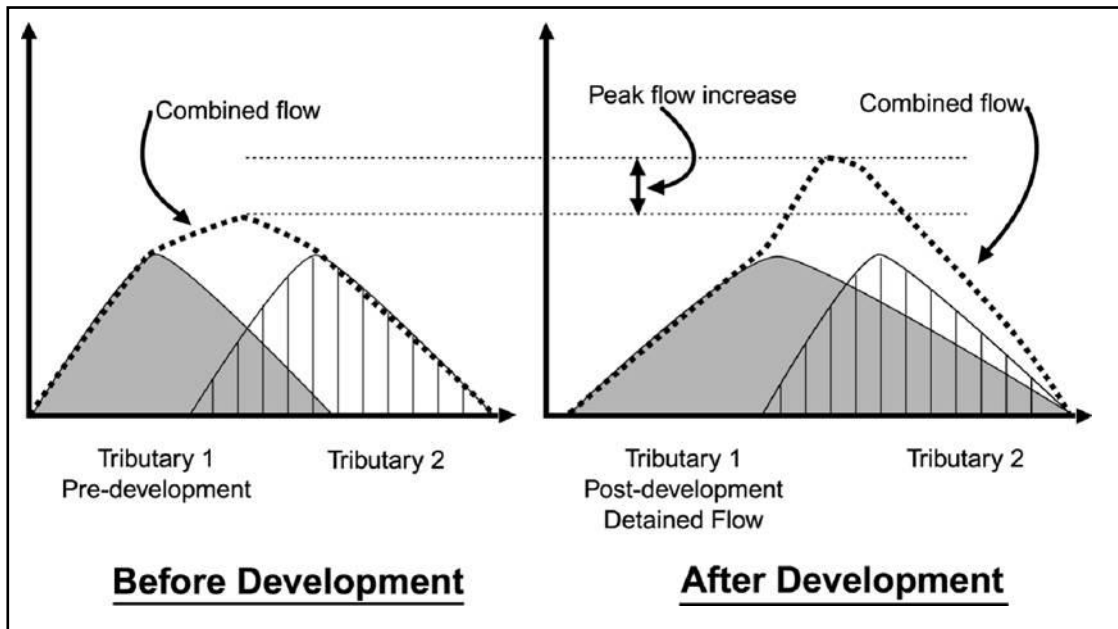 Combined flow
Peak flow increase
Combined flow
Tributary 1
Pre-development
Tributary 2
Tributary 1
Post-development
Detained Flow
Tributary 2
Before Development
After Development